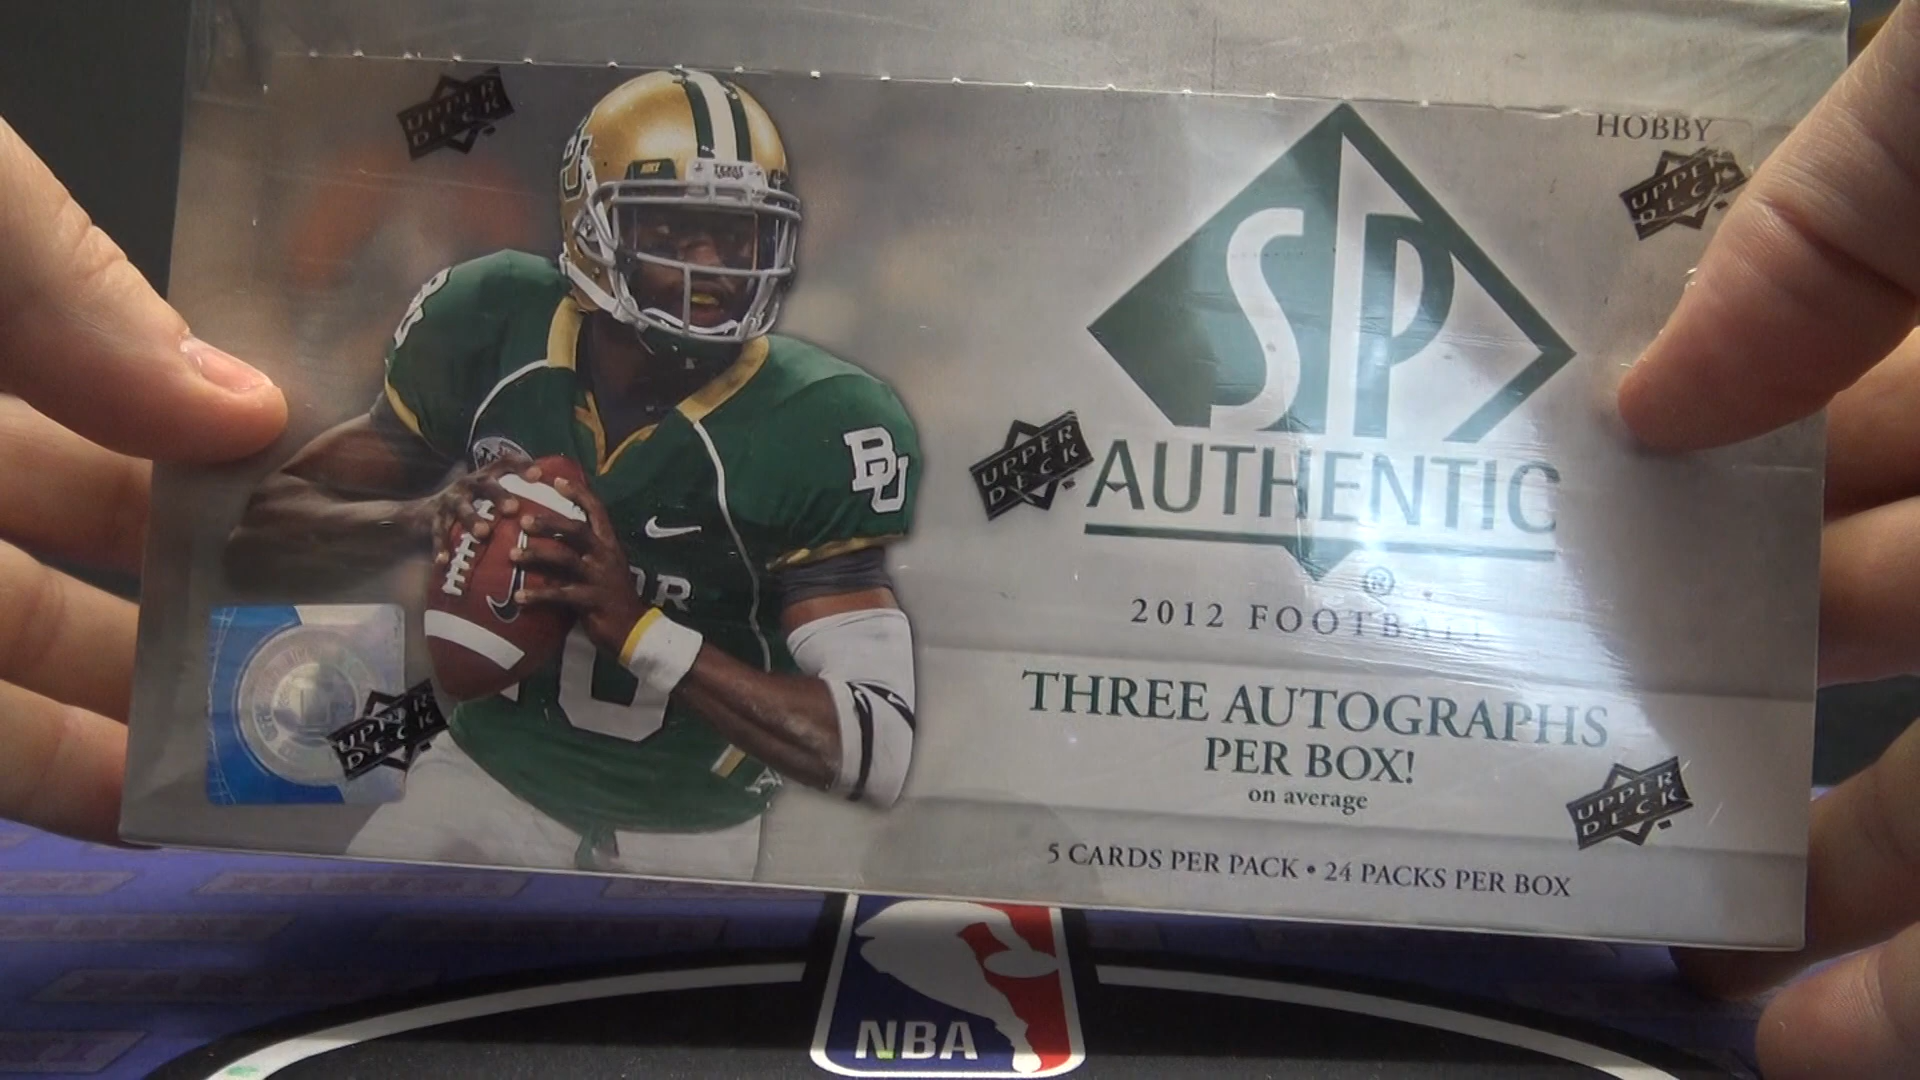 HOBBY
UPPER
DECK
UPPER
DECK
TEXAS
SP
AUTHENTIC
UPPER
DECK
BU
®
2012 FOOTBALL
THREE AUTOGRAPHS
PER BOX!
on average
UPPER
DECK
UPPER
DECK
5 CARDS PER PACK • 24 PACKS PER BOX
NBA